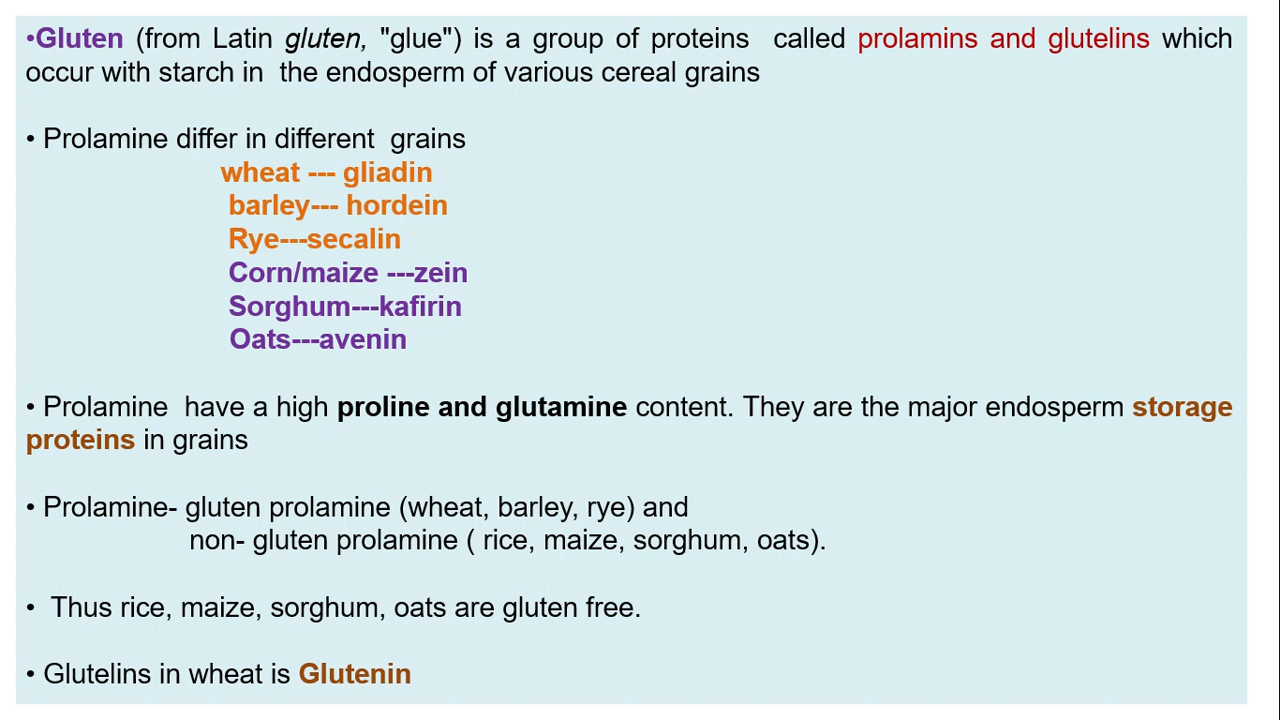 •Gluten (from Latin gluten, "glue") is a group of proteins called prolamins and glutelins which
occur with starch in the endosperm of various cereal grains
• Prolamine differ in different grains
wheat --- gliadin
barley--- hordein
Rye---secalin
Corn/maize ---zein
Sorghum---kafirin
Oats---avenin
• Prolamine have a high proline and glutamine content. They are the major endosperm storage
proteins in grains
• Prolamine- gluten prolamine (wheat, barley, rye) and
non- gluten prolamine ( rice, maize, sorghum, oats).
• Thus rice, maize, sorghum, oats are gluten free.
• Glutelins in wheat is Glutenin